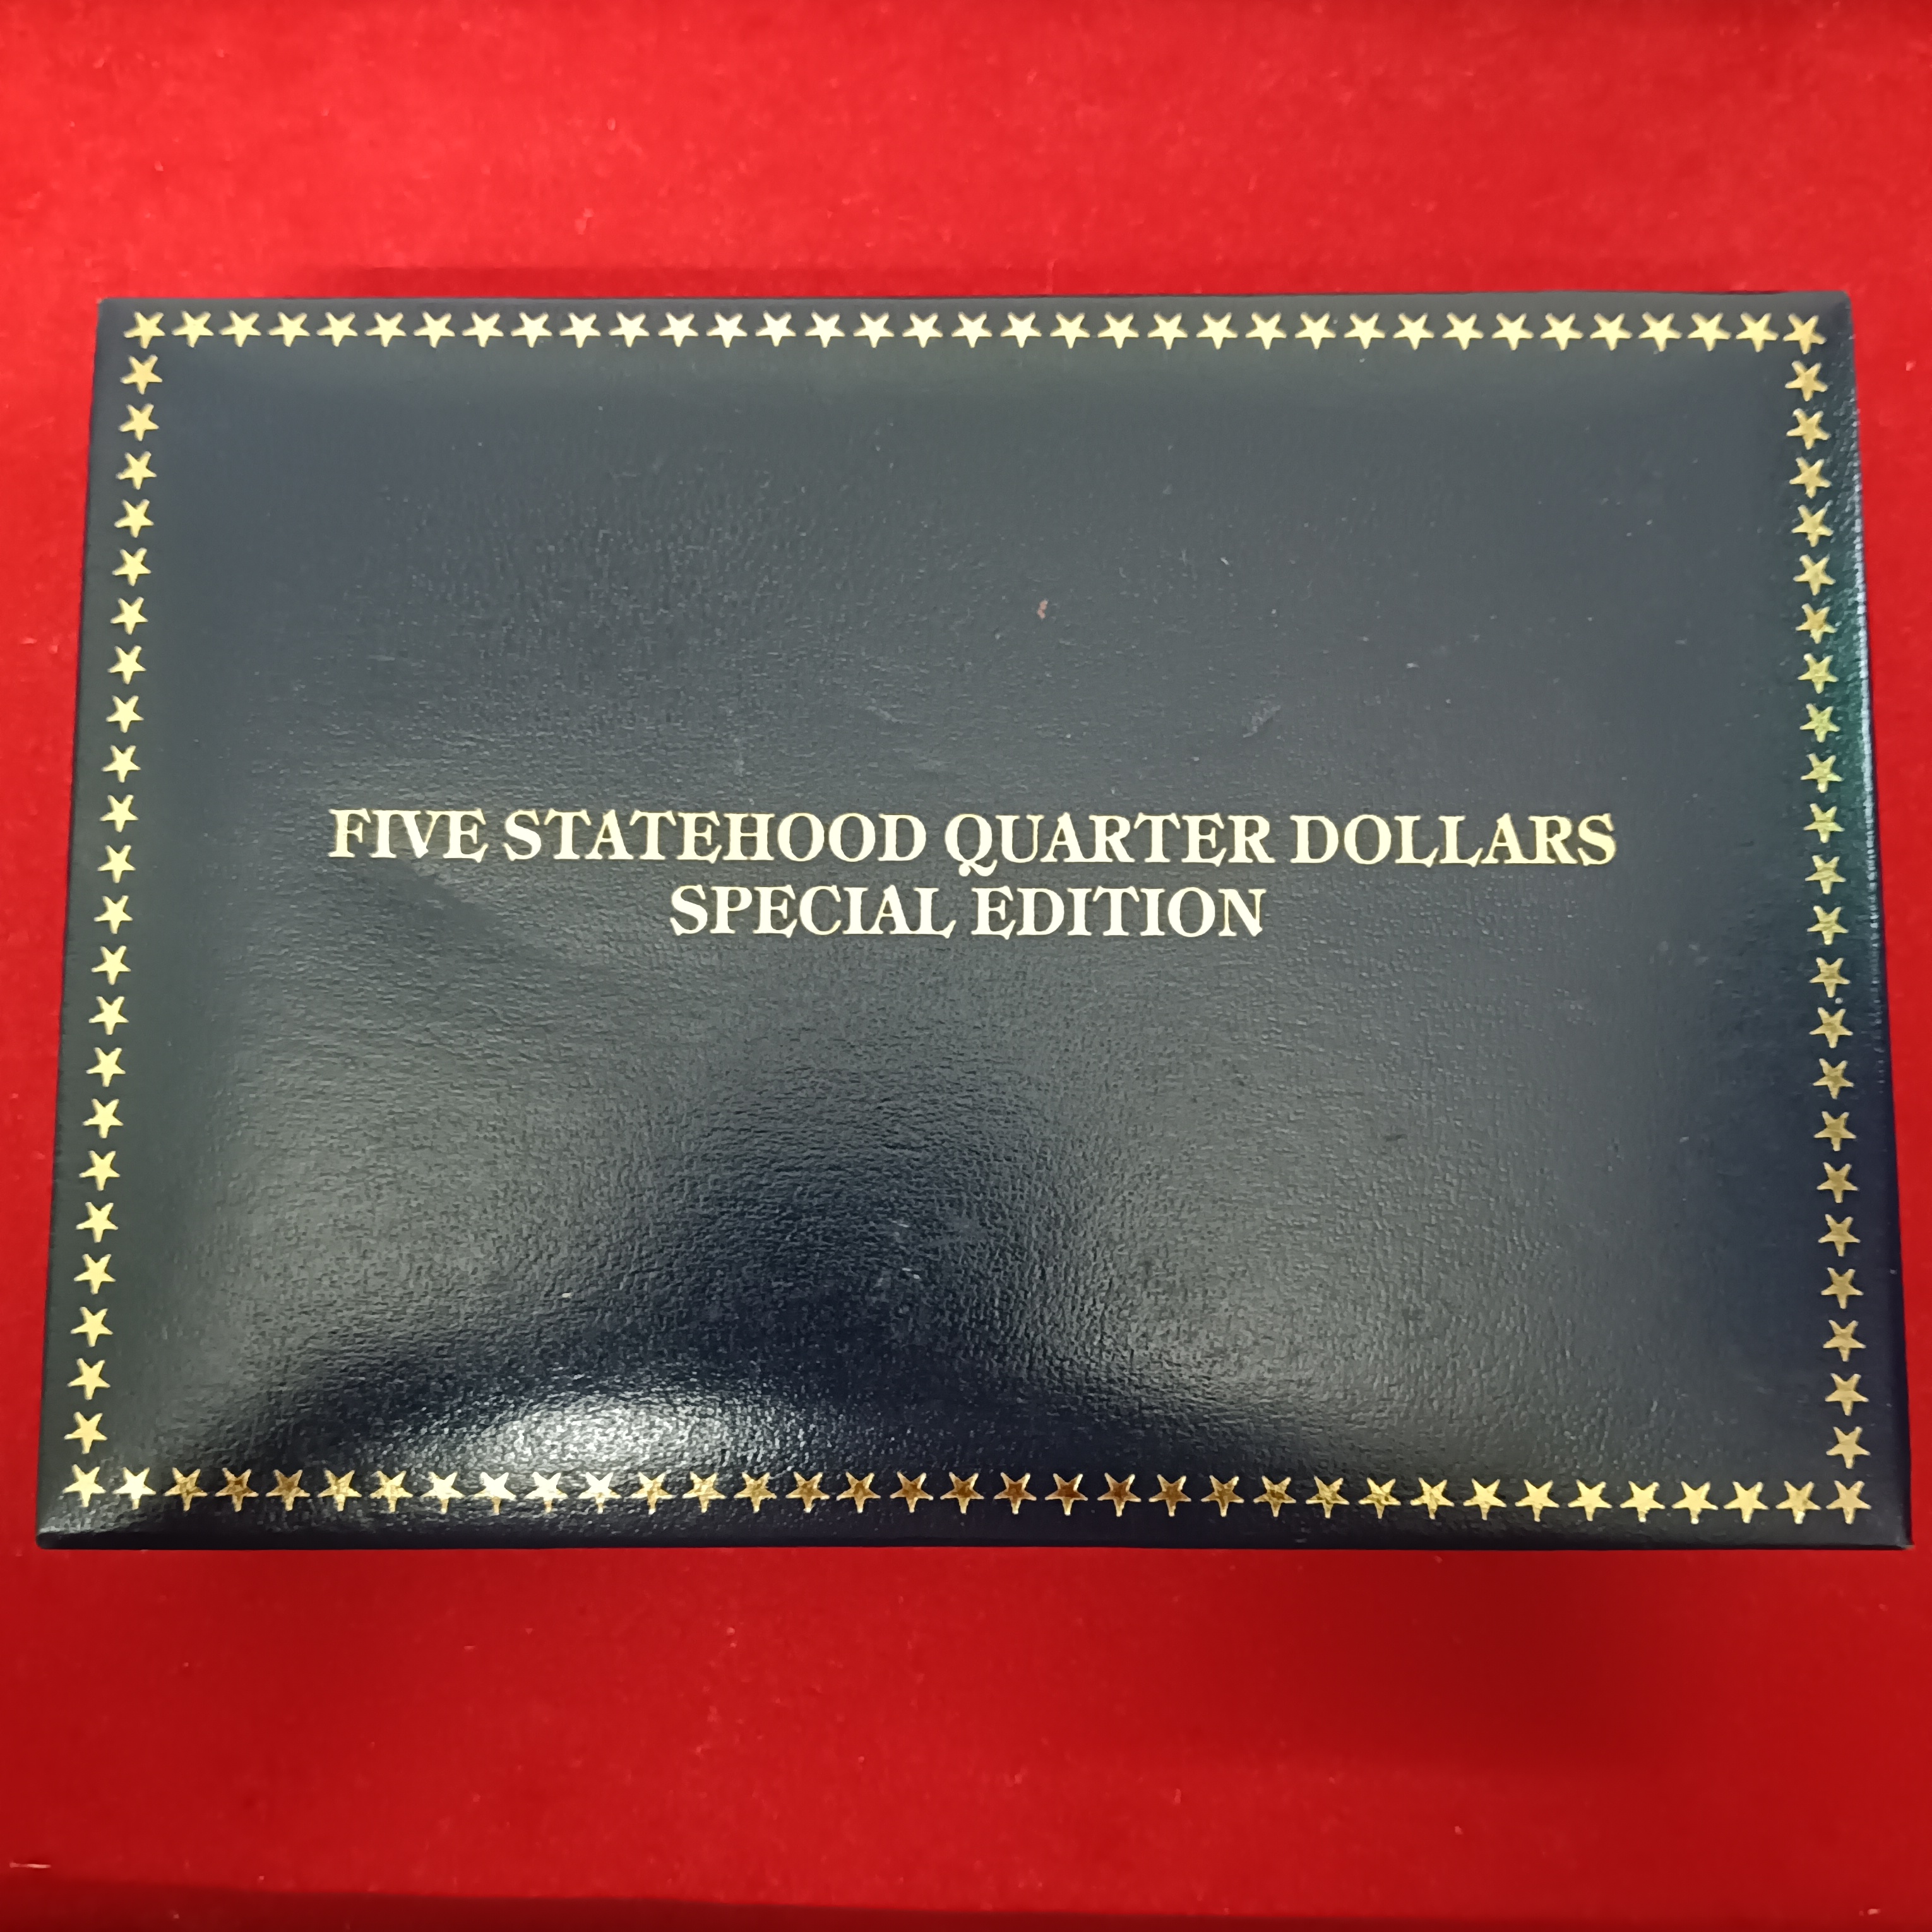 FIVE STATEHOOD QUARTER DOLLARS
SPECIAL EDITION